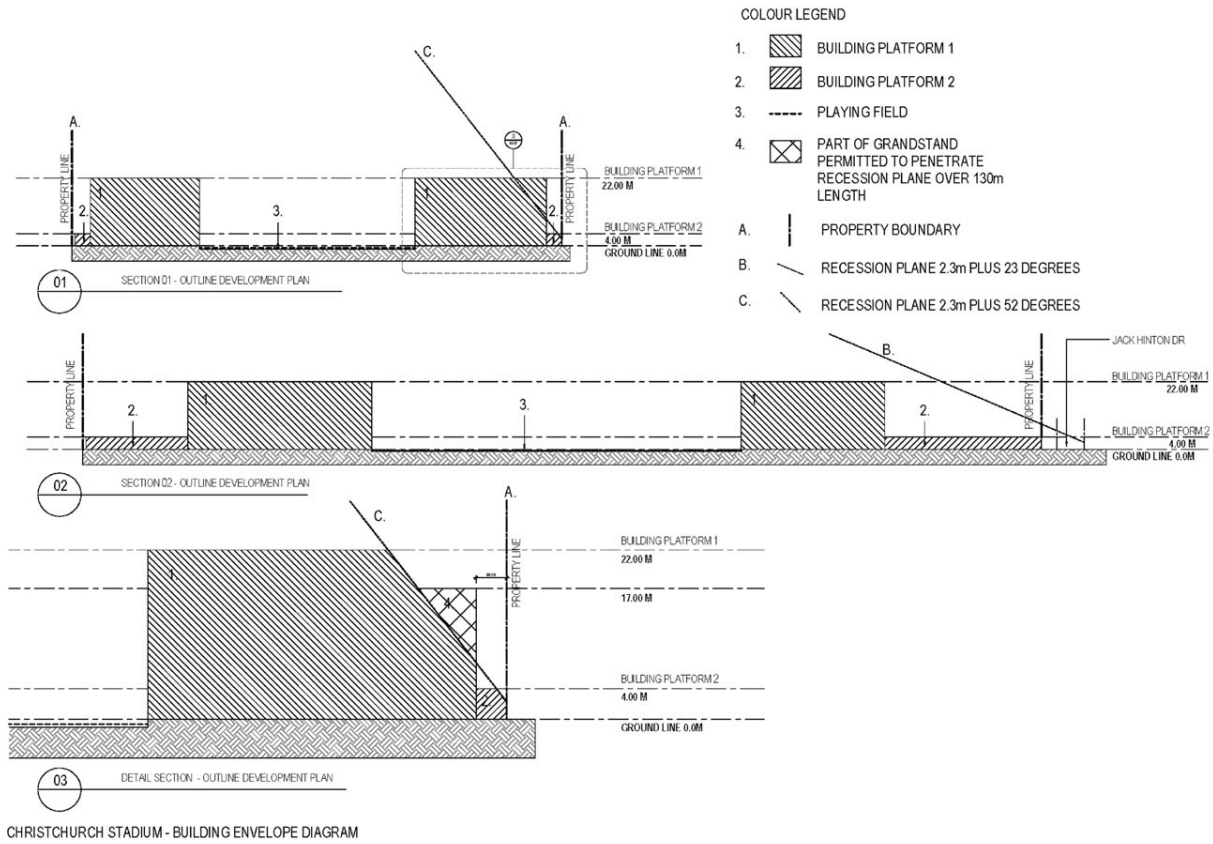 COLOUR LEGEND
1. BUILDING PLATFORM 1
2. BUILDING PLATFORM 2
3. PLAYING FIELD
4. PART OF GRANDSTAND
PERMITTED TO PENETRATE
RECESSION PLANE OVER 130m
LENGTH
A. PROPERTY BOUNDARY
B. RECESSION PLANE 2.3m PLUS 23 DEGREES
C. RECESSION PLANE 2.3m PLUS 52 DEGREES
C.
A.
A.
3
PROPERTY LINE
PROPERTY LINE
BUILDING PLATFORM 1
22.00 M
1.
1.
2.
3.
2.
BUILDING PLATFORM 2
4.00 M
GROUND LINE 0.0M
01
SECTION 01 - OUTLINE DEVELOPMENT PLAN
B.
JACK HINTON DR
PROPERTY LINE
PROPERTY LINE
BUILDING PLATFORM 1
22.00 M
1.
1.
2.
3.
2.
BUILDING PLATFORM 2
4.00 M
GROUND LINE 0.0M
02
SECTION 02 - OUTLINE DEVELOPMENT PLAN
A.
C.
BUILDING PLATFORM 1
22.00 M
PROPERTY LINE
1.
17.00 M
4.
BUILDING PLATFORM 2
4.00 M
2.
GROUND LINE 0.0M
03
DETAIL SECTION - OUTLINE DEVELOPMENT PLAN
CHRISTCHURCH STADIUM - BUILDING ENVELOPE DIAGRAM